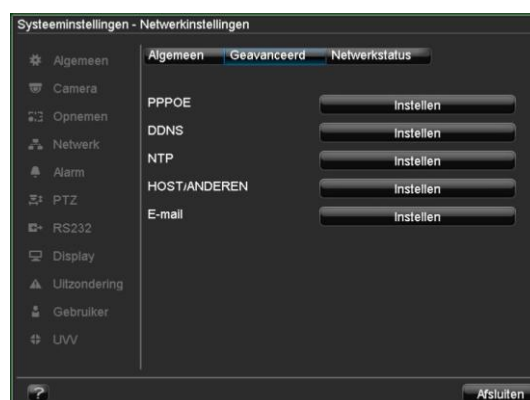 Systeeminstellingen - Netwerkinstellingen
Algemeen Geavanceerd Netwerkstatus
Algemeen
Camera
Opnemen
Netwerk
Alarm
PTZ
RS232
Display
Uitzondering
Gebruiker
UVV
PPPOE Instellen
DDNS Instellen
NTP Instellen
HOST/ANDEREN Instellen
E-mail Instellen
? Afsluiten